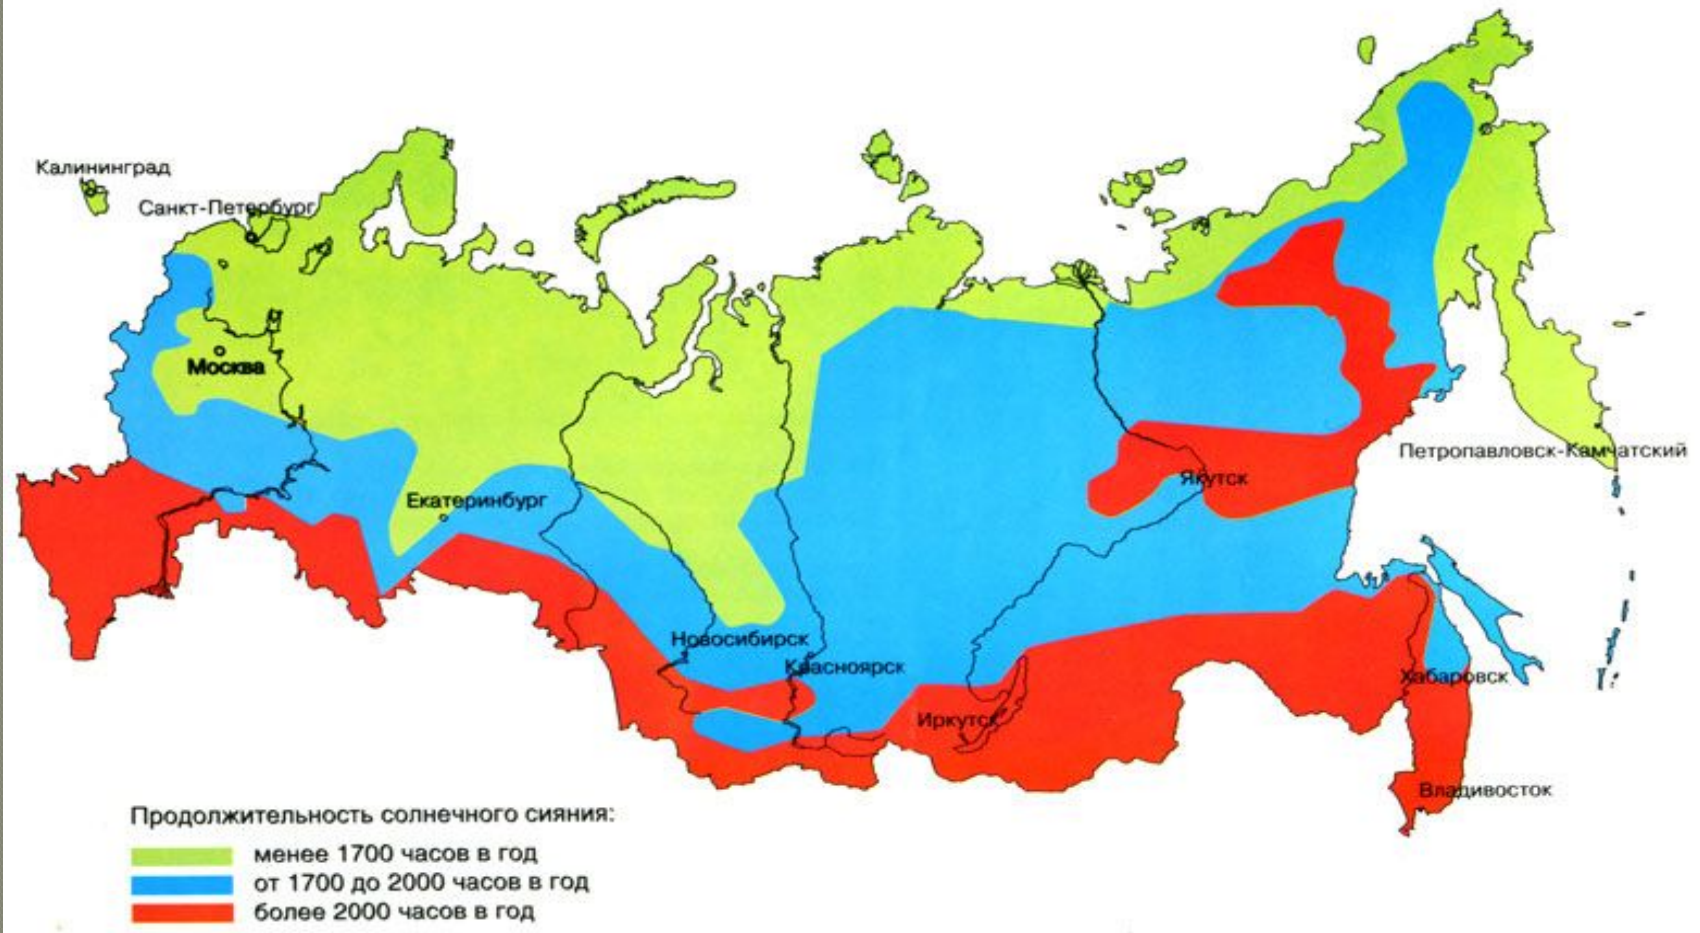 Калининград
Санкт-Петербург
Москва
Екатеринбург
Петропавловск-Камчатский
Якутск
Новосибирск
Красноярск
Хабаровск
Иркутск
Владивосток
Продолжительность солнечного сияния:
менее 1700 часов в год
от 1700 до 2000 часов в год
более 2000 часов в год